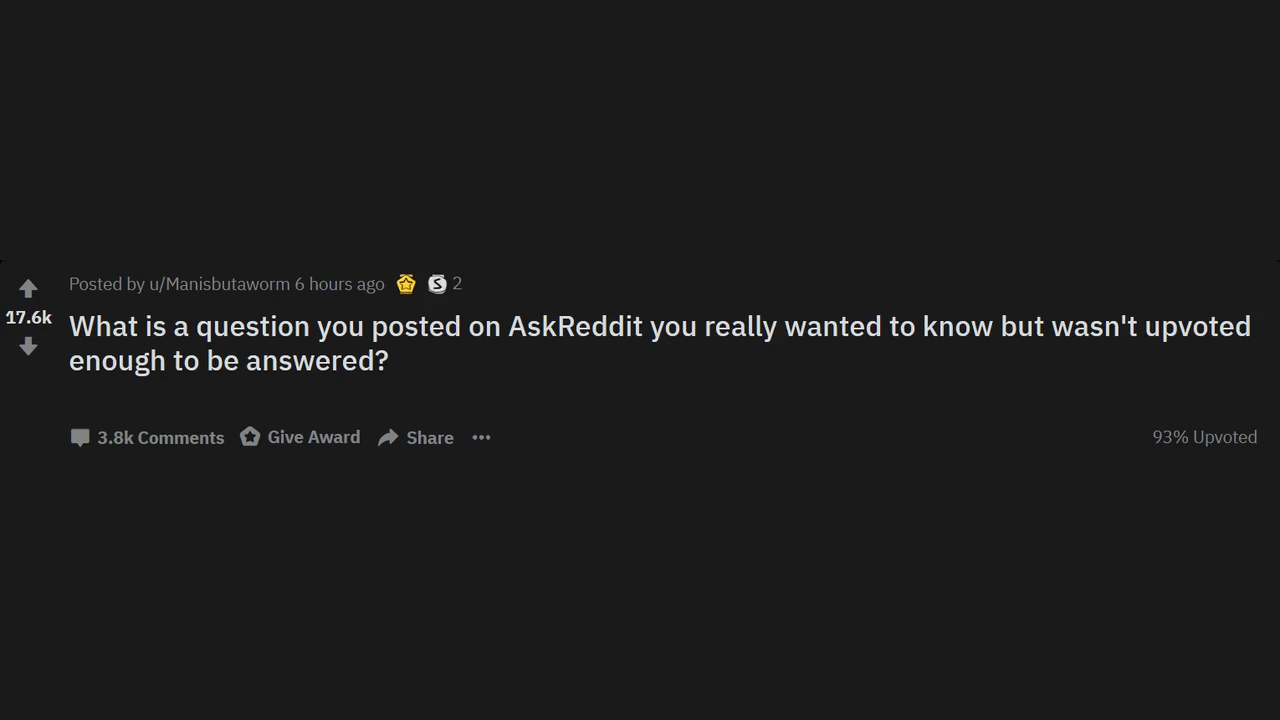 Posted by u/Manisbutaworm 6 hours ago S 2
17.6k
What is a question you posted on AskReddit you really wanted to know but wasn't upvoted
enough to be answered?
3.8k Comments Give Award Share ••• 93% Upvoted